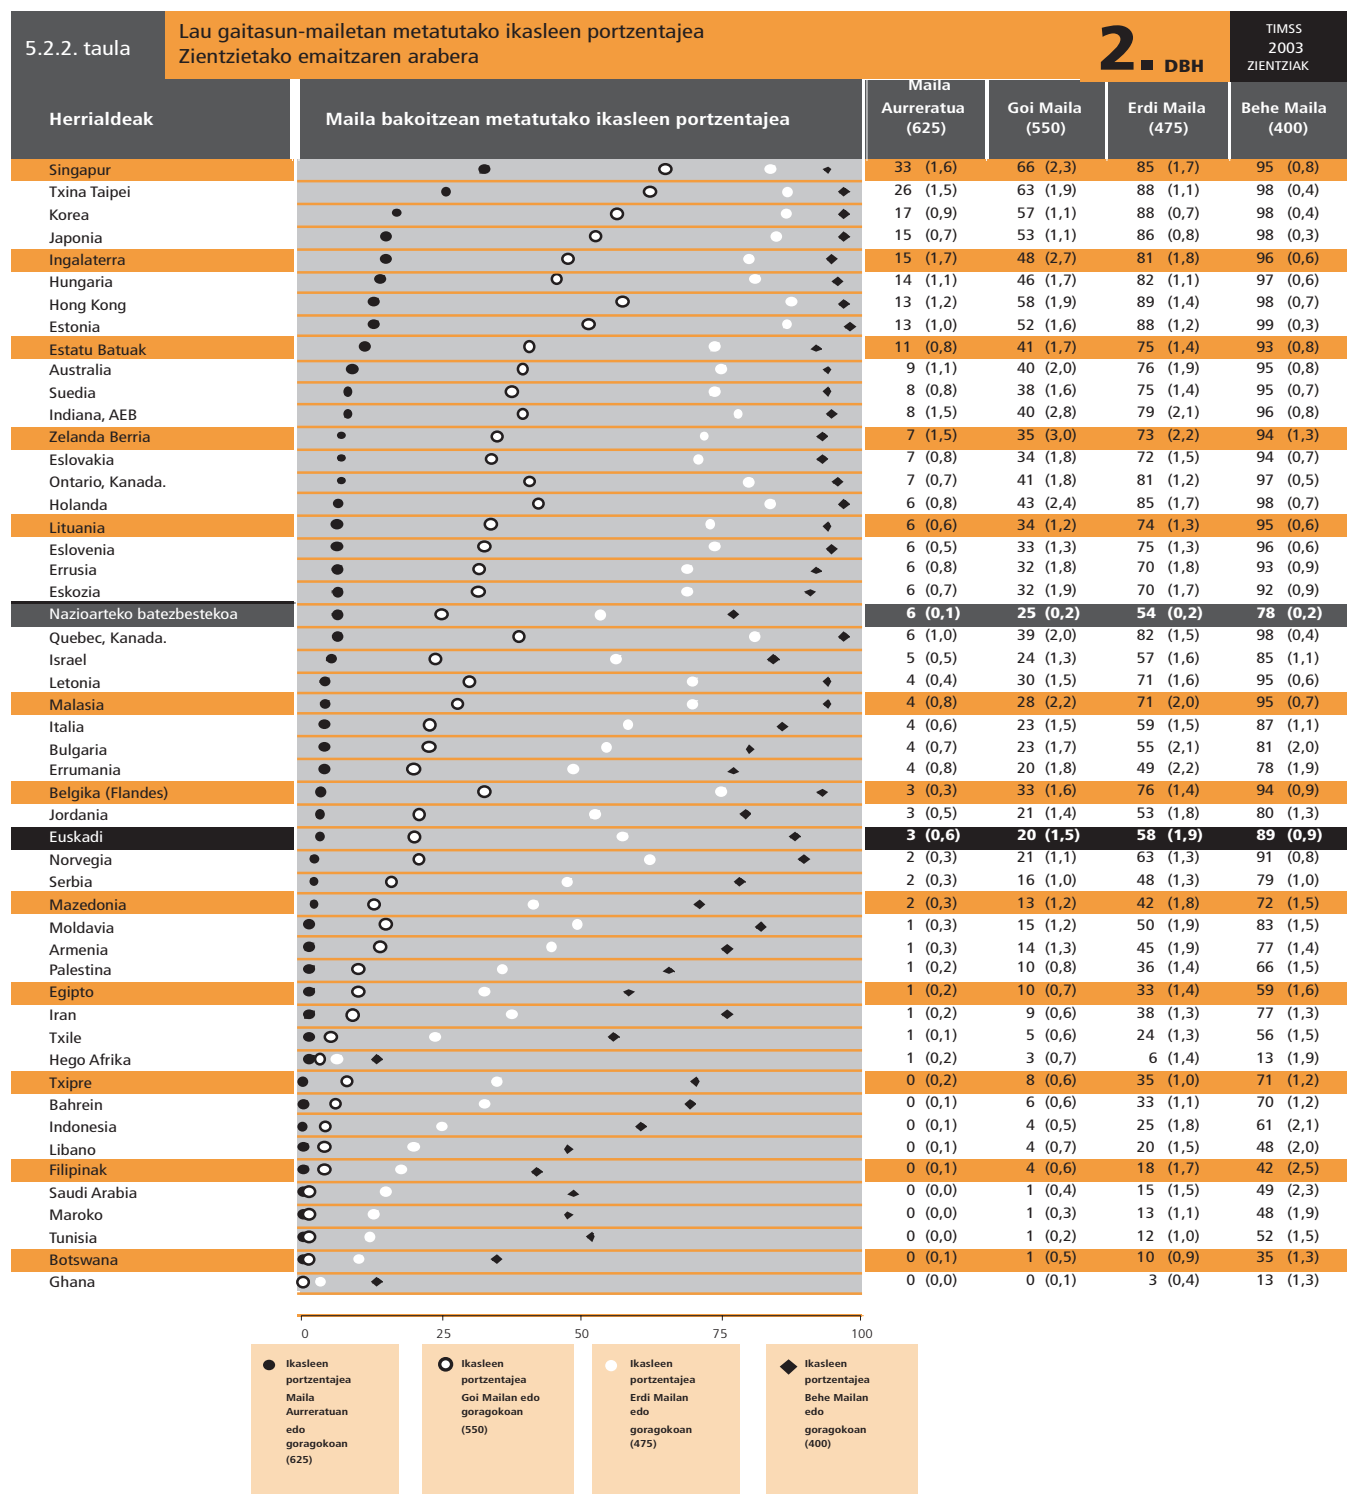 5.2.2. taula
Lau gaitasun-mailetan metatutako ikasleen portzentajea
Zientzietako emaitzaren arabera
2. DBH
TIMSS
2003
ZIENTZIAK
Herrialdeak
Maila bakoitzean metatutako ikasleen portzentajea
Maila
Aurreratua
(625)
Goi Maila
(550)
Erdi Maila
(475)
Behe Maila
(400)
Singapur 33 (1,6) 66 (2,3) 85 (1,7) 95 (0,8)
Txina Taipei 26 (1,5) 63 (1,9) 88 (1,1) 98 (0,4)
Korea 17 (0,9) 57 (1,1) 88 (0,7) 98 (0,4)
Japonia 15 (0,7) 53 (1,1) 86 (0,8) 98 (0,3)
Ingalaterra 15 (1,7) 48 (2,7) 81 (1,8) 96 (0,6)
Hungaria 14 (1,1) 46 (1,7) 82 (1,1) 97 (0,6)
Hong Kong 13 (1,2) 58 (1,9) 89 (1,4) 98 (0,7)
Estonia 13 (1,0) 52 (1,6) 88 (1,2) 99 (0,3)
Estatu Batuak 11 (0,8) 41 (1,7) 75 (1,4) 93 (0,8)
Australia 9 (1,1) 40 (2,0) 76 (1,9) 95 (0,8)
Suedia 8 (0,8) 38 (1,6) 75 (1,4) 95 (0,7)
Indiana, AEB 8 (1,5) 40 (2,8) 79 (2,1) 96 (0,8)
Zelanda Berria 7 (1,5) 35 (3,0) 73 (2,2) 94 (1,3)
Eslovakia 7 (0,8) 34 (1,8) 72 (1,5) 94 (0,7)
Ontario, Kanada. 7 (0,7) 41 (1,8) 81 (1,2) 97 (0,5)
Holanda 6 (0,8) 43 (2,4) 85 (1,7) 98 (0,7)
Lituania 6 (0,6) 34 (1,2) 74 (1,3) 95 (0,6)
Eslovenia 6 (0,5) 33 (1,3) 75 (1,3) 96 (0,6)
Errusia 6 (0,8) 32 (1,8) 70 (1,8) 93 (0,9)
Eskozia 6 (0,7) 32 (1,9) 70 (1,7) 92 (0,9)
Nazioarteko batezbestekoa 6 (0,1) 25 (0,2) 54 (0,2) 78 (0,2)
Quebec, Kanada. 6 (1,0) 39 (2,0) 82 (1,5) 98 (0,4)
Israel 5 (0,5) 24 (1,3) 57 (1,6) 85 (1,1)
Letonia 4 (0,4) 30 (1,5) 71 (1,6) 95 (0,6)
Malasia 4 (0,8) 28 (2,2) 71 (2,0) 95 (0,7)
Italia 4 (0,6) 23 (1,5) 59 (1,5) 87 (1,1)
Bulgaria 4 (0,7) 23 (1,7) 55 (2,1) 81 (2,0)
Errumania 4 (0,8) 20 (1,8) 49 (2,2) 78 (1,9)
Belgika (Flandes) 3 (0,3) 33 (1,6) 76 (1,4) 94 (0,9)
Jordania 3 (0,5) 21 (1,4) 53 (1,8) 80 (1,3)
Euskadi 3 (0,6) 20 (1,5) 58 (1,9) 89 (0,9)
Norvegia 2 (0,3) 21 (1,1) 63 (1,3) 91 (0,8)
Serbia 2 (0,3) 16 (1,0) 48 (1,3) 79 (1,0)
Mazedonia 2 (0,3) 13 (1,2) 42 (1,8) 72 (1,5)
Moldavia 1 (0,3) 15 (1,2) 50 (1,9) 83 (1,5)
Armenia 1 (0,3) 14 (1,3) 45 (1,9) 77 (1,4)
Palestina 1 (0,2) 10 (0,8) 36 (1,4) 66 (1,5)
Egipto 1 (0,2) 10 (0,7) 33 (1,4) 59 (1,6)
Iran 1 (0,2) 9 (0,6) 38 (1,3) 77 (1,3)
Txile 1 (0,1) 5 (0,6) 24 (1,3) 56 (1,5)
Hego Afrika 1 (0,2) 3 (0,7) 6 (1,4) 13 (1,9)
Txipre 0 (0,2) 8 (0,6) 35 (1,0) 71 (1,2)
Bahrein 0 (0,1) 6 (0,6) 33 (1,1) 70 (1,2)
Indonesia 0 (0,1) 4 (0,5) 25 (1,8) 61 (2,1)
Libano 0 (0,1) 4 (0,7) 20 (1,5) 48 (2,0)
Filipinak 0 (0,1) 4 (0,6) 18 (1,7) 42 (2,5)
Saudi Arabia 0 (0,0) 1 (0,4) 15 (1,5) 49 (2,3)
Maroko 0 (0,0) 1 (0,3) 13 (1,1) 48 (1,9)
Tunisia 0 (0,0) 1 (0,2) 12 (1,0) 52 (1,5)
Botswana 0 (0,1) 1 (0,5) 10 (0,9) 35 (1,3)
Ghana 0 (0,0) 0 (0,1) 3 (0,4) 13 (1,3)
0 25 50 75 100
Ikasleen
portzentajea
Maila
Aurreratuan
edo
goragokoan
(625)
Ikasleen
portzentajea
Goi Mailan edo
goragokoan
(550)
Ikasleen
portzentajea
Erdi Mailan
edo
goragokoan
(475)
Ikasleen
portzentajea
Behe Mailan
edo
goragokoan
(400)